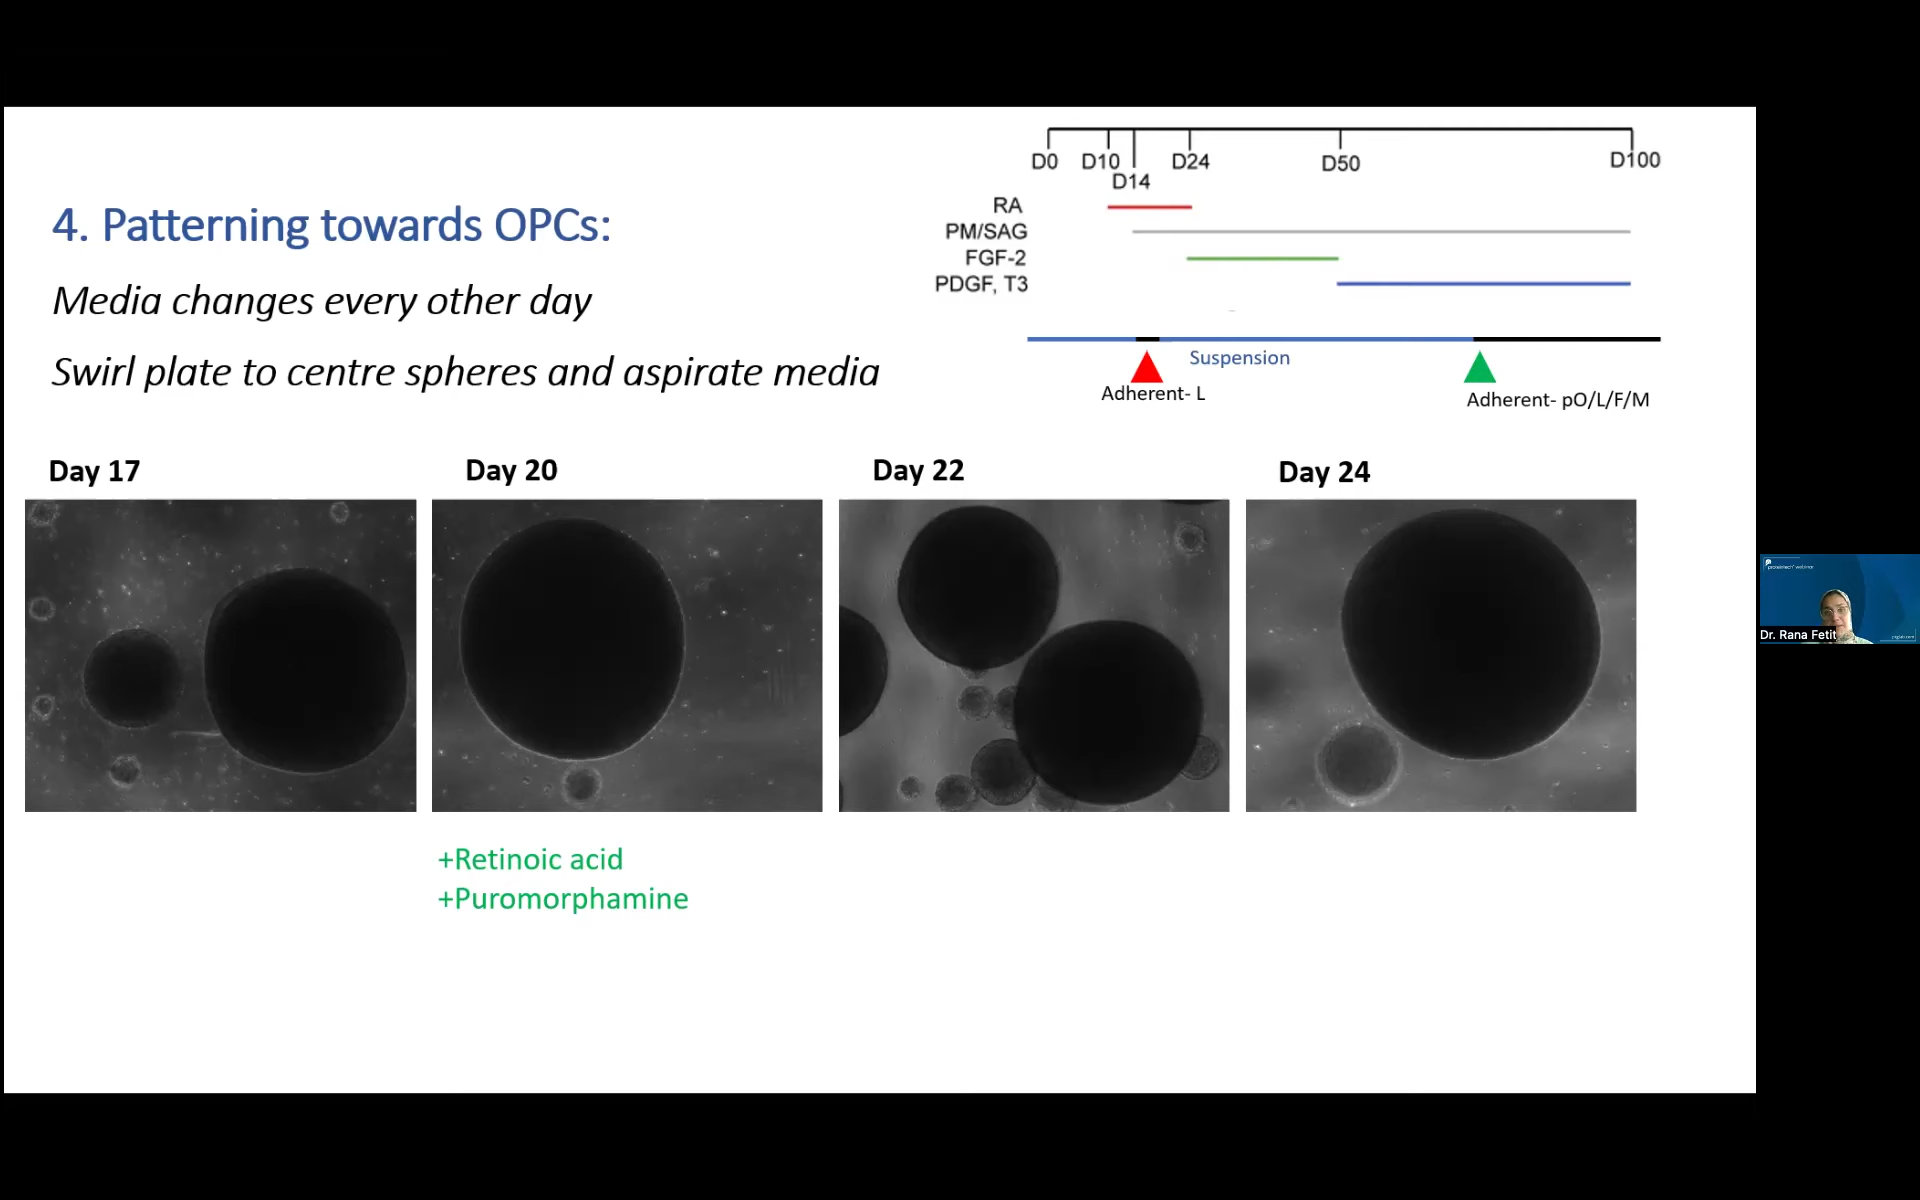 D0 D10 D24 D50 D100
D14
RA
PM/SAG
FGF-2
PDGF, T3
Suspension
Adherent- L
Adherent- pO/L/F/M
4. Patterning towards OPCs:
Media changes every other day
Swirl plate to centre spheres and aspirate media
Day 17 Day 20 Day 22 Day 24
+Retinoic acid
+Puromorphamine
proteintech webinar
Dr. Rana Fetit